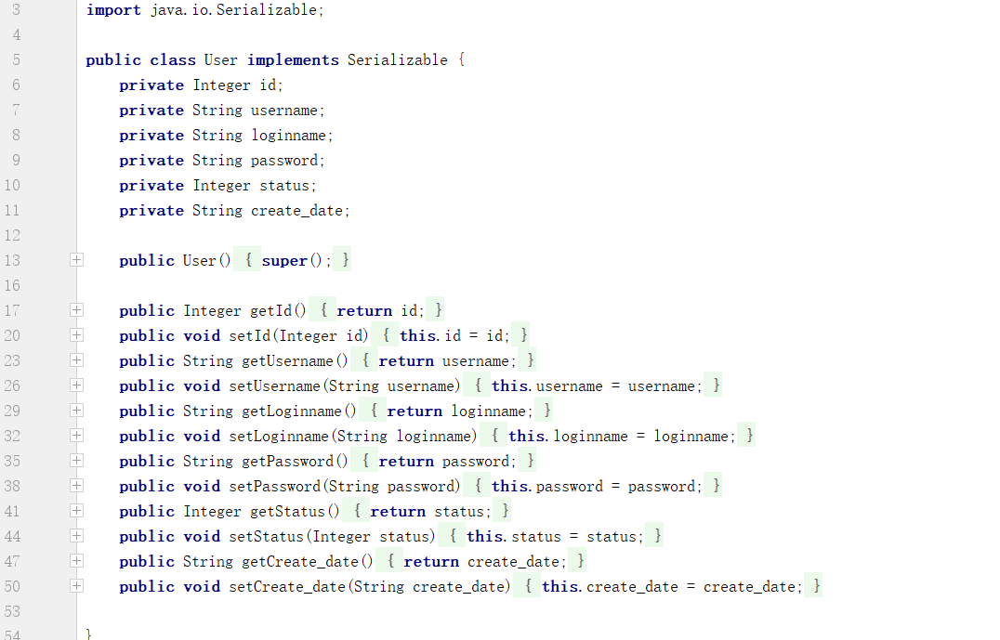 3 import java.io.Serializable;
4
5 public class User implements Serializable {
6 private Integer id;
7 private String username;
8 private String loginname;
9 private String password;
10 private Integer status;
11 private String create_date;
12
13 public User() { super(); }
16
17 public Integer getId() { return id; }
20 public void setId(Integer id) { this.id = id; }
23 public String getUsername() { return username; }
26 public void setUsername(String username) { this.username = username; }
29 public String getLoginname() { return loginname; }
32 public void setLoginname(String loginname) { this.loginname = loginname; }
35 public String getPassword() { return password; }
38 public void setPassword(String password) { this.password = password; }
41 public Integer getStatus() { return status; }
44 public void setStatus(Integer status) { this.status = status; }
47 public String getCreate_date() { return create_date; }
50 public void setCreate_date(String create_date) { this.create_date = create_date; }
53
54 }